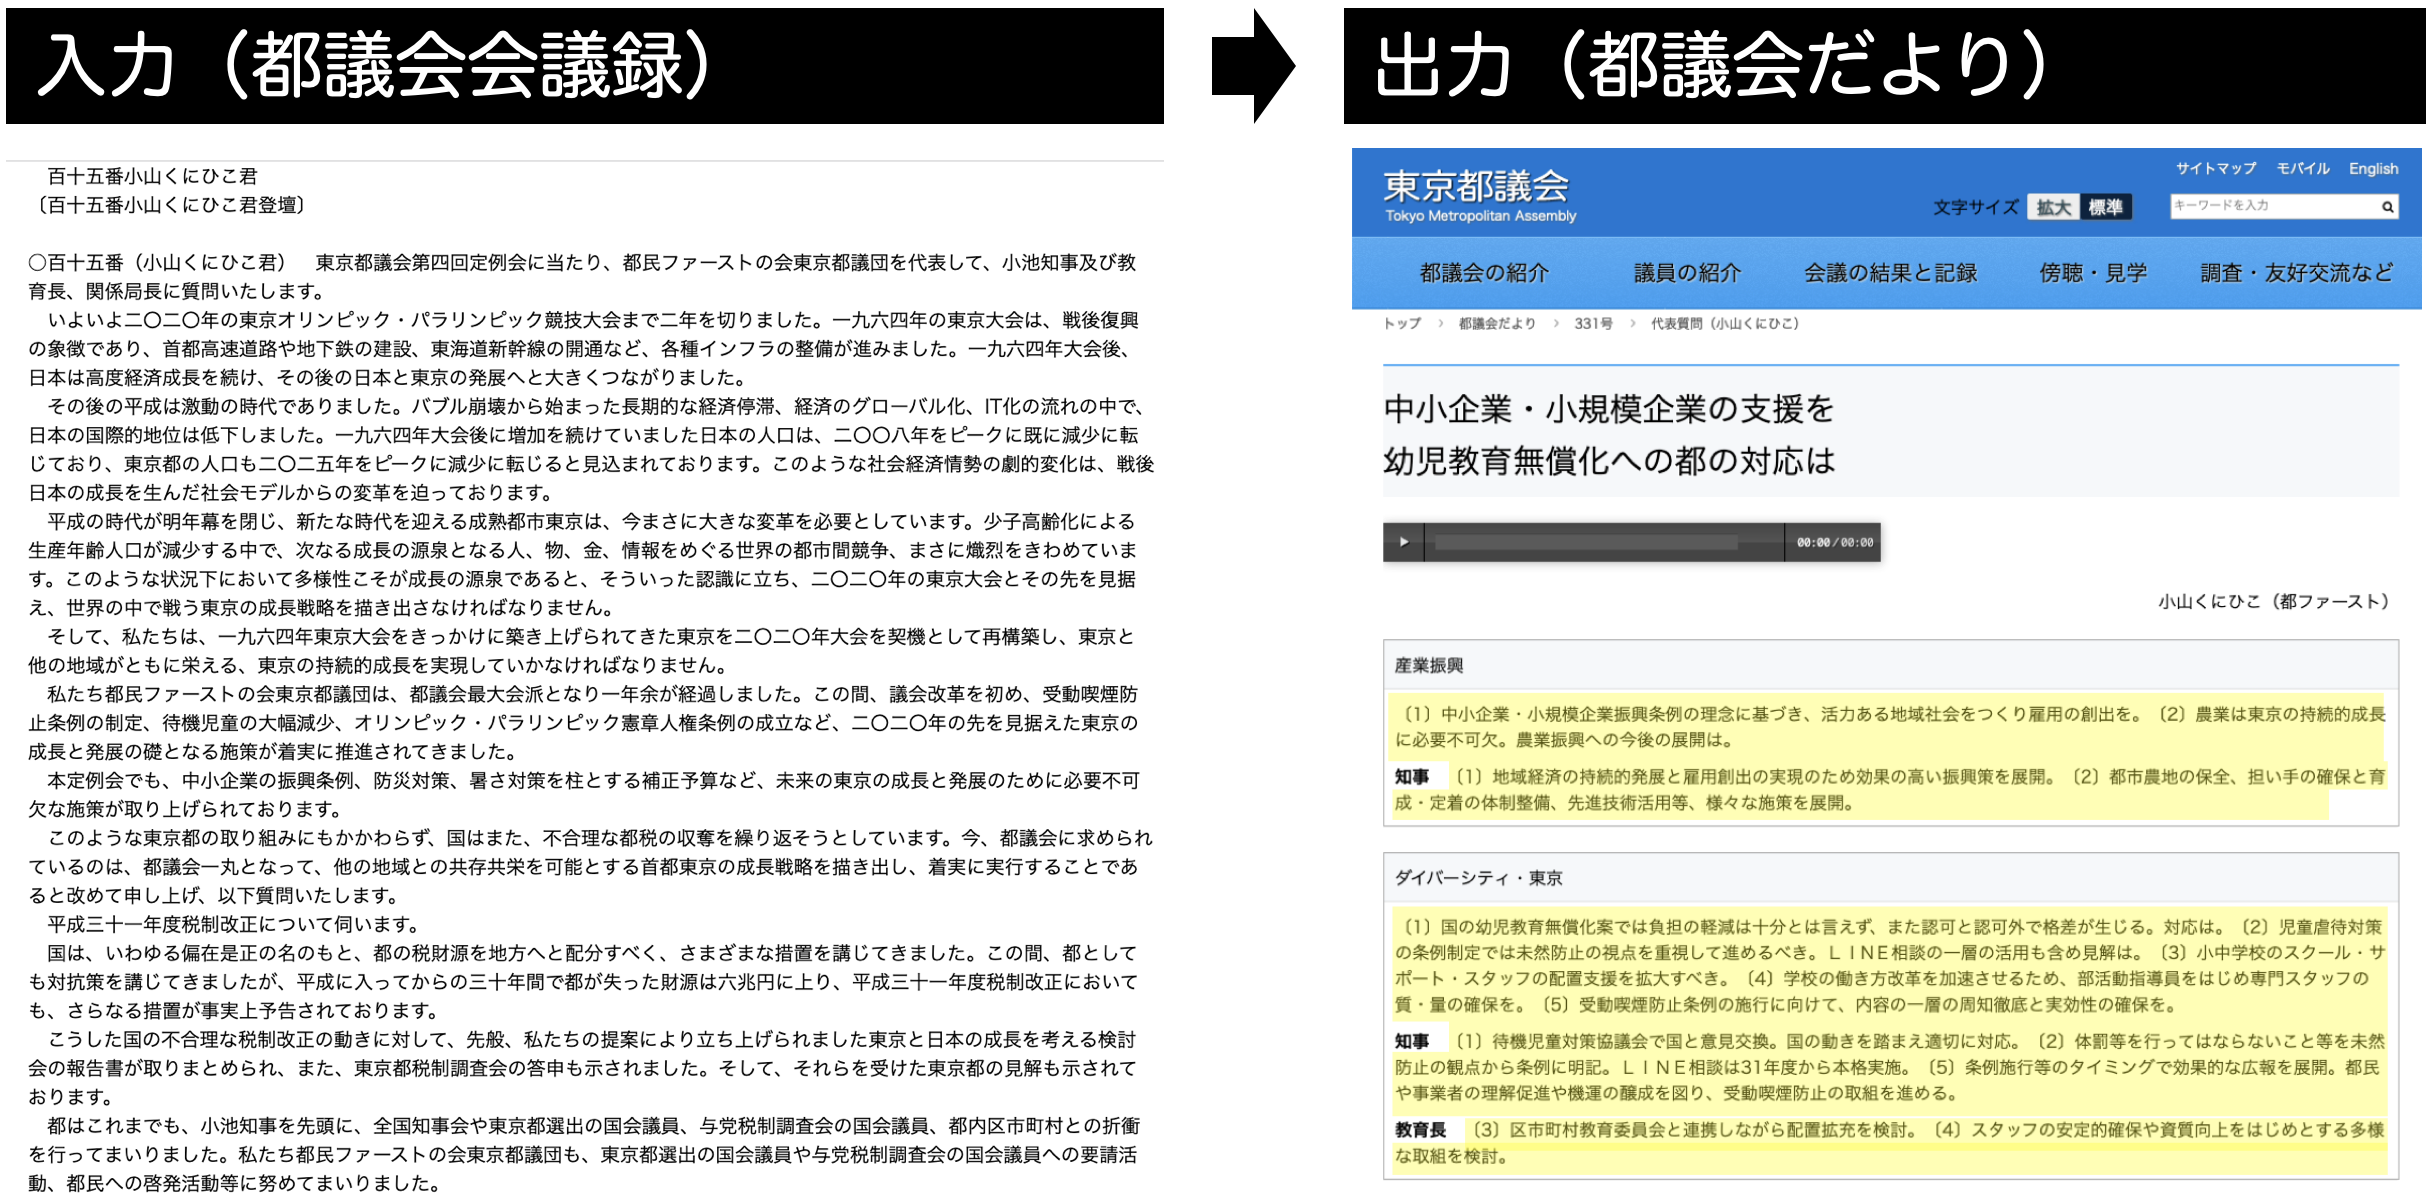 入力（都議会会議録）
百十五番小山くにひこ君
〔百十五番小山くにひこ君登壇〕
○百十五番（小山くにひこ君）　東京都議会第四回定例会に当たり、都民ファーストの会東京都議団を代表して、小池知事及び教
育長、関係局長に質問いたします。
いよいよ二〇二〇年の東京オリンピック・パラリンピック競技大会まで二年を切りました。一九六四年の東京大会は、戦後復興
の象徴であり、首都高速道路や地下鉄の建設、東海道新幹線の開通など、各種インフラの整備が進みました。一九六四年大会後、
日本は高度経済成長を続け、その後の日本と東京の発展へと大きくつながりました。
その後の平成は激動の時代でありました。バブル崩壊から始まった長期的な経済停滞、経済のグローバル化、IT化の流れの中で、
日本の国際的地位は低下しました。一九六四年大会後に増加を続けていました日本の人口は、二〇〇八年をピークに既に減少に転
じており、東京都の人口も二〇二五年をピークに減少に転じると見込まれております。このような社会経済情勢の劇的変化は、戦後
日本の成長を生んだ社会モデルからの変革を迫っております。
平成の時代が明年幕を閉じ、新たな時代を迎える成熟都市東京は、今まさに大きな変革を必要としています。少子高齢化による
生産年齢人口が減少する中で、次なる成長の源泉となる人、物、金、情報をめぐる世界の都市間競争、まさに熾烈をきわめていま
す。このような状況下において多様性こそが成長の源泉であると、そういった認識に立ち、二〇二〇年の東京大会とその先を見据
え、世界の中で戦う東京の成長戦略を描き出さなければなりません。
そして、私たちは、一九六四年東京大会をきっかけに築き上げられてきた東京を二〇二〇年大会を契機として再構築し、東京と
他の地域がともに栄える、東京の持続的成長を実現していかなければなりません。
私たち都民ファーストの会東京都議団は、都議会最大会派となり一年余が経過しました。この間、議会改革を初め、受動喫煙防
止条例の制定、待機児童の大幅減少、オリンピック・パラリンピック憲章人権条例の成立など、二〇二〇年の先を見据えた東京の
成長と発展の礎となる施策が着実に推進されてきました。
本定例会でも、中小企業の振興条例、防災対策、暑さ対策を柱とする補正予算など、未来の東京の成長と発展のために必要不可
欠な施策が取り上げられております。
このような東京都の取り組みにもかかわらず、国はまた、不合理な都税の収奪を繰り返そうとしています。今、都議会に求められ
ているのは、都議会一丸となって、他の地域との共存共栄を可能とする首都東京の成長戦略を描き出し、着実に実行することであ
ると改めて申し上げ、以下質問いたします。
平成三十一年度税制改正について伺います。
国は、いわゆる偏在是正の名のもと、都の税財源を地方へと配分すべく、さまざまな措置を講じてきました。この間、都として
も対抗策を講じてきましたが、平成に入ってからの三十年間で都が失った財源は六兆円に上り、平成三十一年度税制改正において
も、さらなる措置が事実上予告されております。
こうした国の不合理な税制改正の動きに対して、先般、私たちの提案により立ち上げられました東京と日本の成長を考える検討
会の報告書が取りまとめられ、また、東京都税制調査会の答申も示されました。そして、それらを受けた東京都の見解も示されて
おります。
都はこれまでも、小池知事を先頭に、全国知事会や東京都選出の国会議員、与党税制調査会の国会議員、都内区市町村との折衝
を行ってまいりました。私たち都民ファーストの会東京都議団も、東京都選出の国会議員や与党税制調査会の国会議員への要請活
動、都民への啓発活動等に努めてまいりました。
出力（都議会だより）
東京都議会
Tokyo Metropolitan Assembly
サイトマップ　モバイル　English
文字サイズ　拡大　標準　キーワードを入力
都議会の紹介　議員の紹介　会議の結果と記録　傍聴・見学　調査・友好交流など
トップ　›　都議会だより　›　331号　›　代表質問（小山くにひこ）
中小企業・小規模企業の支援を
幼児教育無償化への都の対応は
00:00/00:00
小山くにひこ（都ファースト）
産業振興
（1）中小企業・小規模企業振興条例の理念に基づき、活力ある地域社会をつくり雇用の創出を。（2）農業は東京の持続的成長
に必要不可欠。農業振興への今後の展開は。
知事　（1）地域経済の持続的発展と雇用創出の実現のため効果の高い振興策を展開。（2）都市農地の保全、担い手の確保と育
成・定着の体制整備、先進技術活用等、様々な施策を展開。
ダイバーシティ・東京
（1）国の幼児教育無償化案では負担の軽減は十分とは言えず、また認可と認可外で格差が生じる。対応は。（2）児童虐待対策
の条例制定では未然防止の視点を重視して進めるべき。ＬＩＮＥ相談の一層の活用も含め見解は。（3）小中学校のスクール・サ
ポート・スタッフの配置支援を拡大すべき。（4）学校の働き方改革を加速させるため、部活動指導員をはじめ専門スタッフの
質・量の確保を。（5）受動喫煙防止条例の施行に向けて、内容の一層の周知徹底と実効性の確保を。
知事　（1）待機児童対策協議会で国と意見交換。国の動きを踏まえ適切に対応。（2）体罰等を行ってはならないこと等を未然
防止の観点から条例に明記。ＬＩＮＥ相談は31年度から本格実施。（5）条例施行等のタイミングで効果的な広報を展開。都民
や事業者の理解促進や機運の醸成を図り、受動喫煙防止の取組を進める。
教育長　（3）区市町村教育委員会と連携しながら配置拡充を検討。（4）スタッフの安定的確保や資質向上をはじめとする多様
な取組を検討。